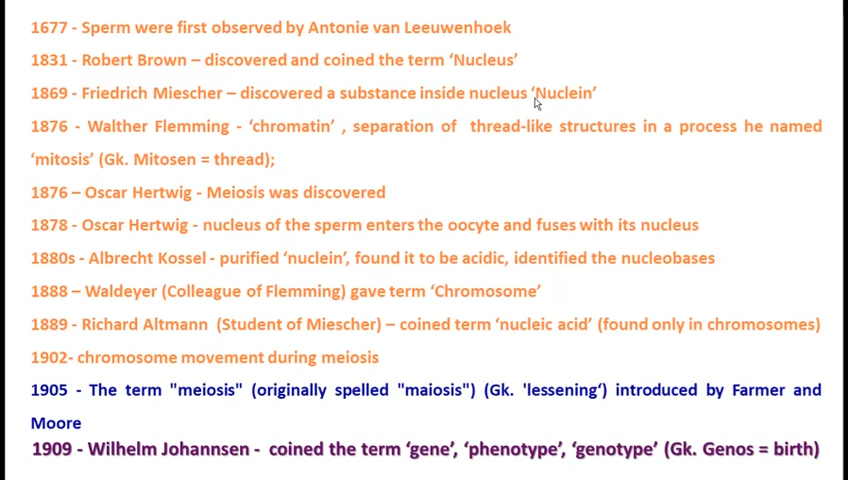 1677 - Sperm were first observed by Antonie van Leeuwenhoek
1831 - Robert Brown – discovered and coined the term ‘Nucleus’
1869 - Friedrich Miescher – discovered a substance inside nucleus ‘Nuclein’
1876 - Walther Flemming - ‘chromatin’ , separation of thread-like structures in a process he named
‘mitosis’ (Gk. Mitosen = thread);
1876 – Oscar Hertwig - Meiosis was discovered
1878 - Oscar Hertwig - nucleus of the sperm enters the oocyte and fuses with its nucleus
1880s - Albrecht Kossel - purified ‘nuclein’, found it to be acidic, identified the nucleobases
1888 – Waldeyer (Colleague of Flemming) gave term ‘Chromosome’
1889 - Richard Altmann (Student of Miescher) – coined term ‘nucleic acid’ (found only in chromosomes)
1902- chromosome movement during meiosis
1905 - The term "meiosis" (originally spelled "maiosis") (Gk. 'lessening‘) introduced by Farmer and
Moore
1909 - Wilhelm Johannsen - coined the term ‘gene’, ‘phenotype’, ‘genotype’ (Gk. Genos = birth)